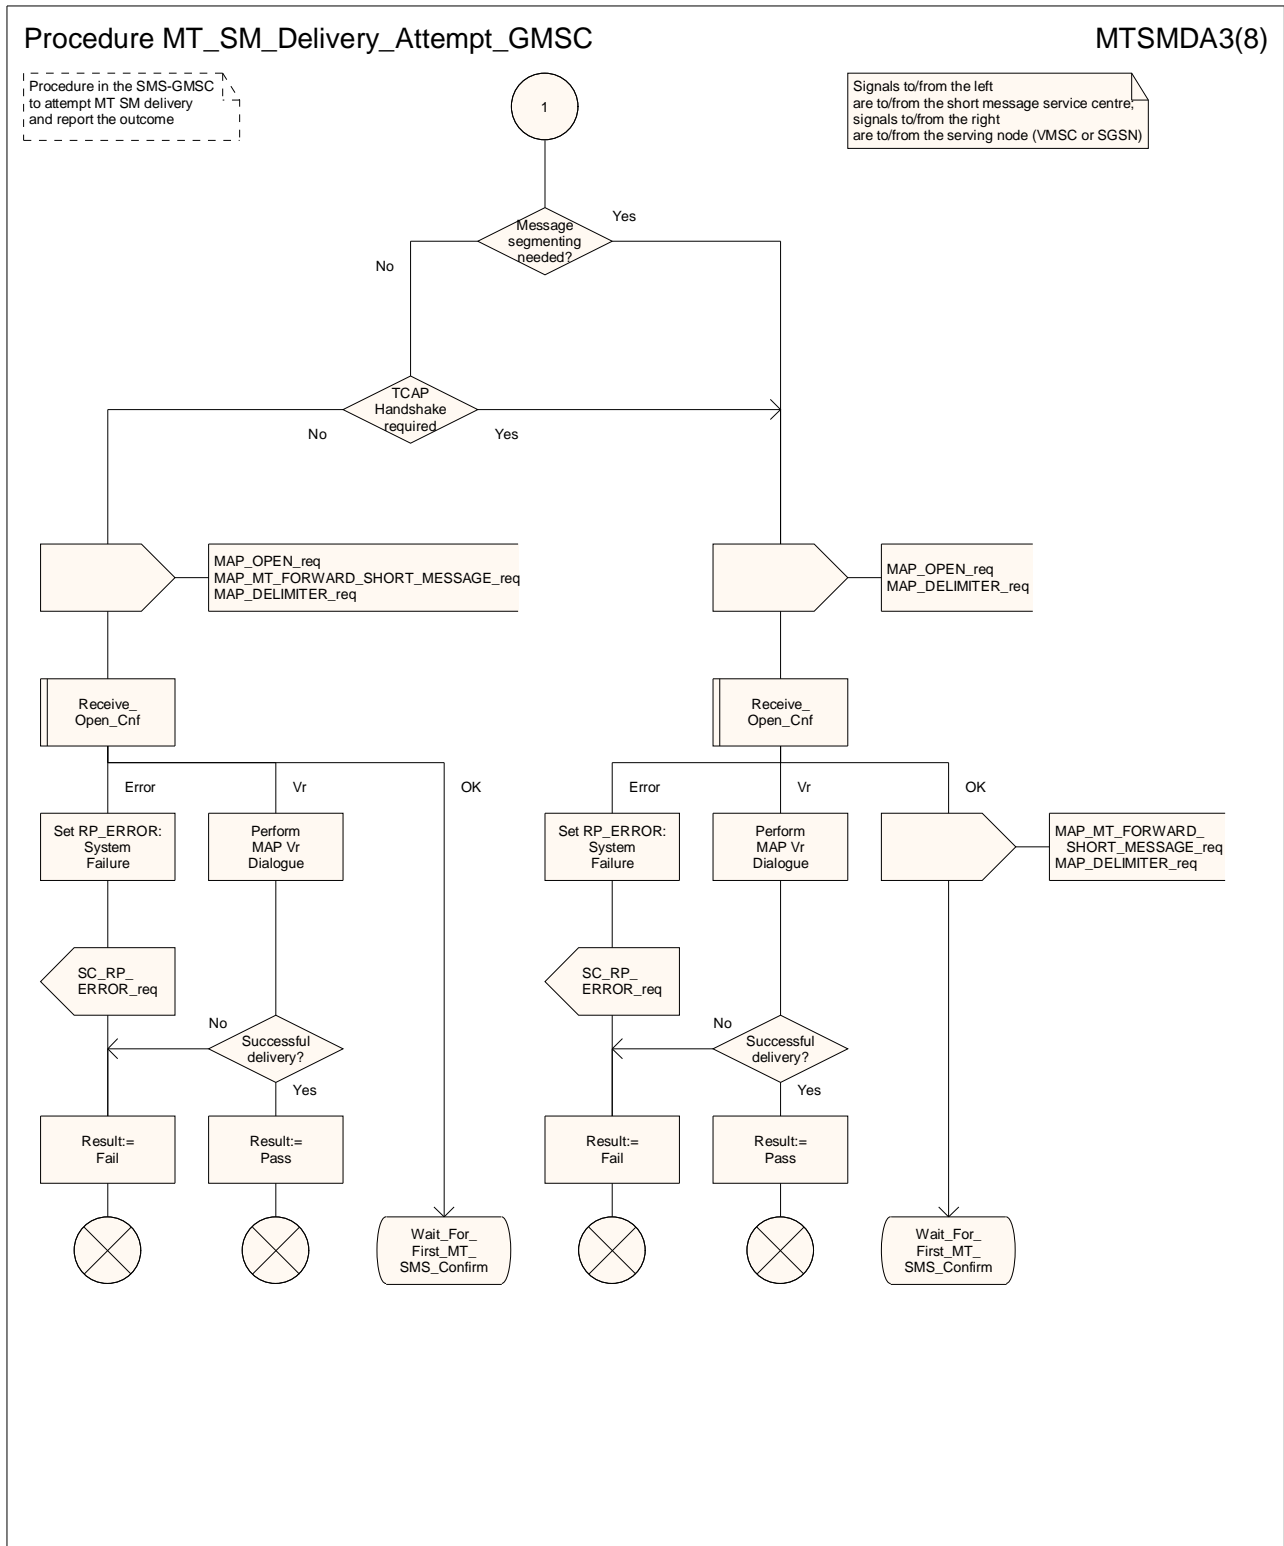 Procedure MT_SM_Delivery_Attempt_GMSC
MTSMDA3(8)
Procedure in the SMS-GMSC
to attempt MT SM delivery
and report the outcome
1
Signals to/from the left
are to/from the short message service centre;
signals to/from the right
are to/from the serving node (VMSC or SGSN)
Message
segmenting
needed?
Yes
No
TCAP
Handshake
required
No
Yes
MAP_OPEN_req
MAP_MT_FORWARD_SHORT_MESSAGE_req
MAP_DELIMITER_req
MAP_OPEN_req
MAP_DELIMITER_req
Receive_
Open_Cnf
Receive_
Open_Cnf
Error
Vr
OK
Error
Vr
OK
Set RP_ERROR:
System
Failure
Perform
MAP Vr
Dialogue
Set RP_ERROR:
System
Failure
Perform
MAP Vr
Dialogue
MAP_MT_FORWARD_
SHORT_MESSAGE_req
MAP_DELIMITER_req
SC_RP_
ERROR_req
SC_RP_
ERROR_req
No
Successful
delivery?
Yes
No
Successful
delivery?
Yes
Result:=
Fail
Result:=
Pass
Result:=
Fail
Result:=
Pass
Wait_For_
First_MT_
SMS_Confirm
Wait_For_
First_MT_
SMS_Confirm